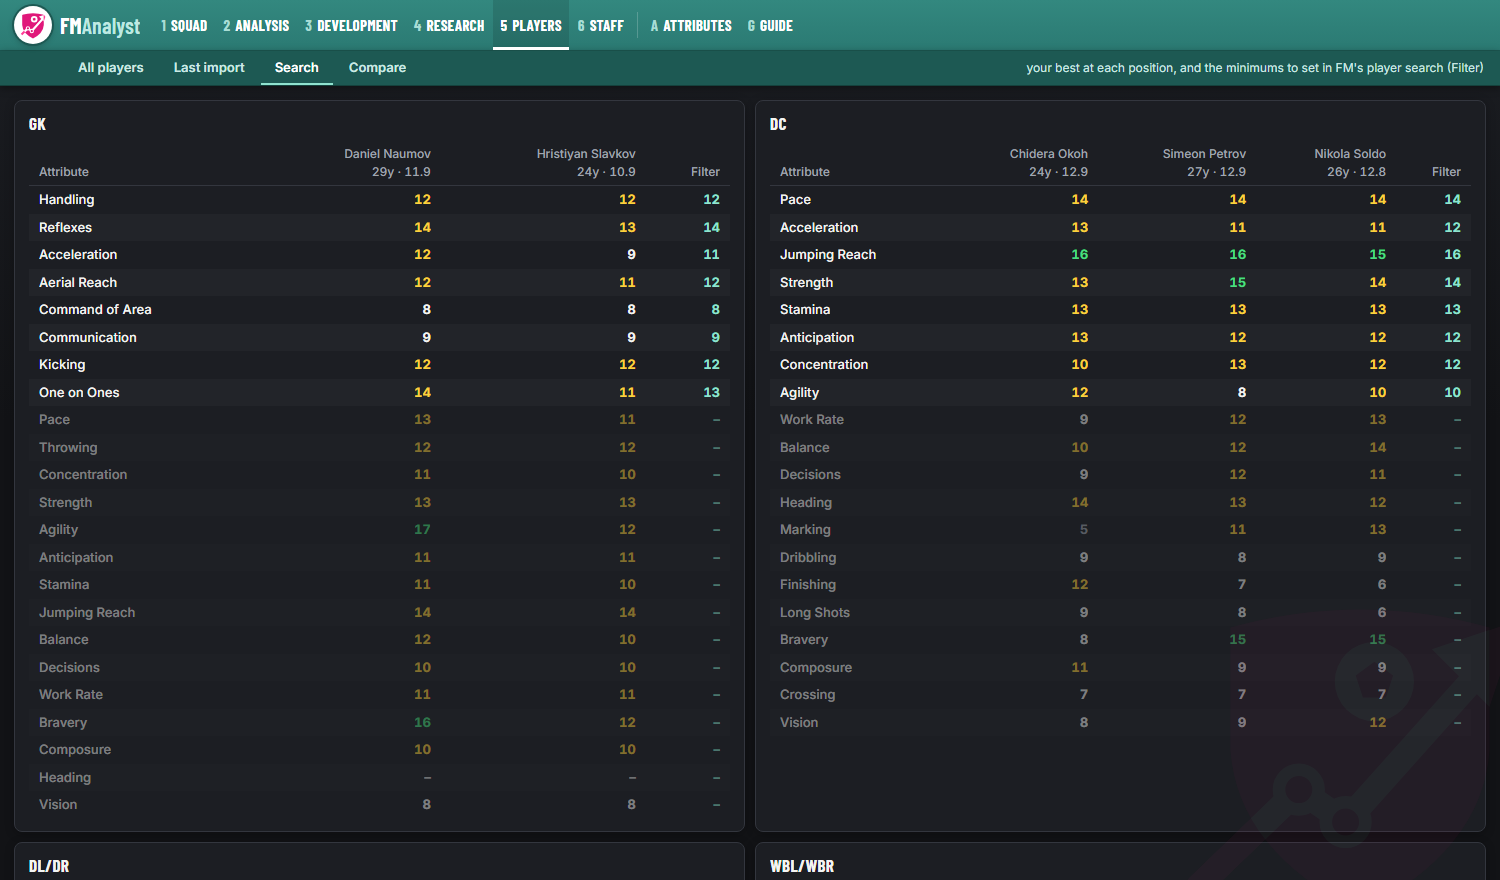 FMAnalyst 1 SQUAD 2 ANALYSIS 3 DEVELOPMENT 4 RESEARCH 5 PLAYERS 6 STAFF A ATTRIBUTES G GUIDE
All players Last import Search Compare your best at each position, and the minimums to set in FM's player search (Filter)
GK
Daniel Naumov Hristiyan Slavkov
Attribute 29y · 11.9 24y · 10.9 Filter
Handling 12 12 12
Reflexes 14 13 14
Acceleration 12 9 11
Aerial Reach 12 11 12
Command of Area 8 8 8
Communication 9 9 9
Kicking 12 12 12
One on Ones 14 11 13
Pace 13 11 –
Throwing 12 12 –
Concentration 11 10 –
Strength 13 13 –
Agility 17 12 –
Anticipation 11 11 –
Stamina 11 10 –
Jumping Reach 14 14 –
Balance 12 10 –
Decisions 10 10 –
Work Rate 11 11 –
Bravery 16 12 –
Composure 10 10 –
Heading – – –
Vision 8 8 –
DC
Chidera Okoh Simeon Petrov Nikola Soldo
Attribute 24y · 12.9 27y · 12.9 26y · 12.8 Filter
Pace 14 14 14 14
Acceleration 13 11 11 12
Jumping Reach 16 16 15 16
Strength 13 15 14 14
Stamina 13 13 13 13
Anticipation 13 12 12 12
Concentration 10 13 12 12
Agility 12 8 10 10
Work Rate 9 12 13 –
Balance 10 12 14 –
Decisions 9 12 11 –
Heading 14 13 12 –
Marking 5 11 13 –
Dribbling 9 8 9 –
Finishing 12 7 6 –
Long Shots 9 8 6 –
Bravery 8 15 15 –
Composure 11 9 9 –
Crossing 7 7 7 –
Vision 8 9 12 –
DL/DR
WBL/WBR